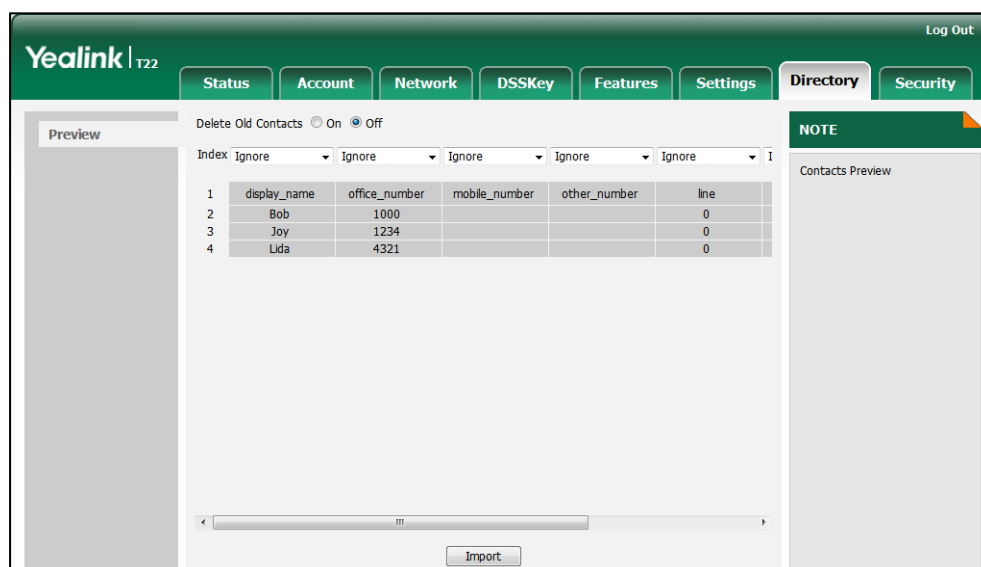 Log Out
Yealink T22
Status Account Network DSSKey Features Settings Directory Security
Preview
Delete Old Contacts On Off
Index Ignore Ignore Ignore Ignore Ignore I
1 display_name office_number mobile_number other_number line
2 Bob 1000 0
3 Joy 1234 0
4 Lida 4321 0
Import
NOTE
Contacts Preview